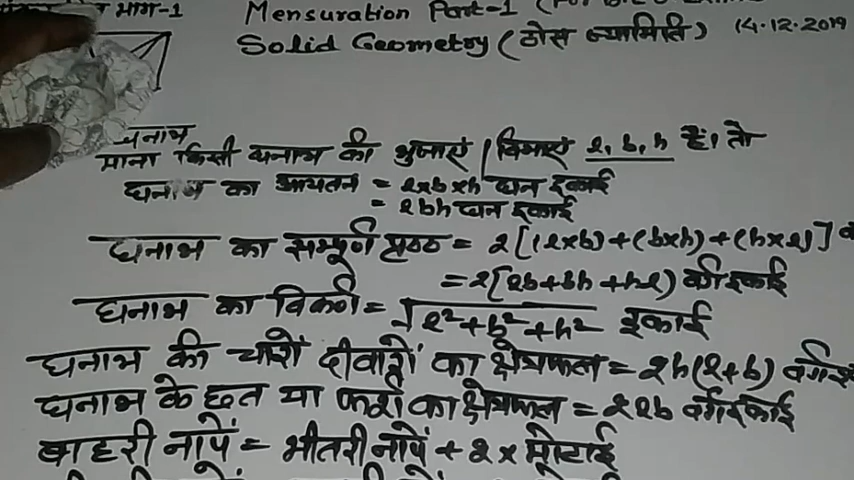 भाग-1
Mensuration Part-1
Solid Geometry (ठोस ज्यामिति) 14.12.2019
घनाभ
माना किसी घनाभ की भुजाएं / विमाएं l, b, h हैं। तो
घनाभ का आयतन = l×b×h घन इकाई
= lbh घन इकाई
घनाभ का सम्पूर्ण पृष्ठ = 2[(l×b)+(b×h)+(h×l)]
= 2[lb+bh+hl) वर्ग इकाई
घनाभ का विकर्ण = √l²+b²+h² इकाई
घनाभ की चारों दीवारों का क्षेत्रफल = 2h(l+b) वर्ग
घनाभ के छत या फर्श का क्षेत्रफल = 2lb वर्ग इकाई
बाहरी नापें = भीतरी नापें + 2 × मोटाई